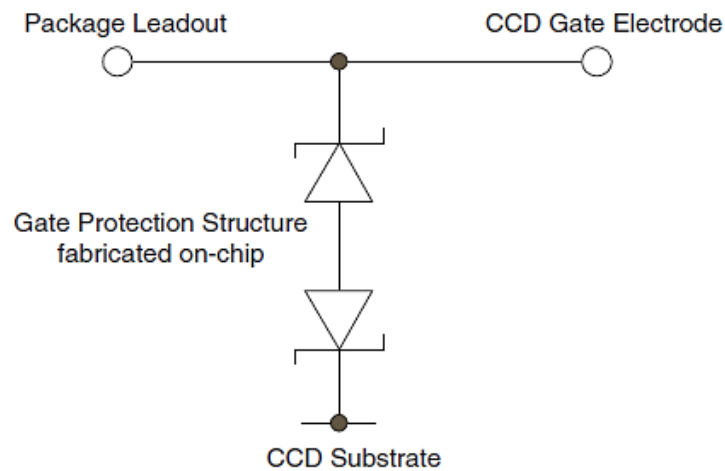 Package Leadout
CCD Gate Electrode
Gate Protection Structure
fabricated on-chip
CCD Substrate